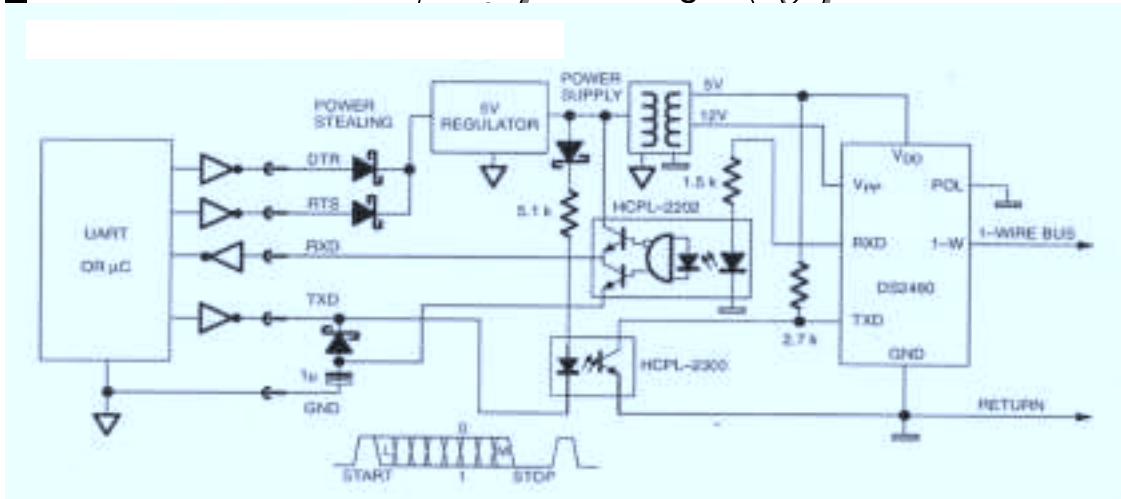 POWER
STEALING
5V
REGULATOR
POWER
SUPPLY
5V
12V
UART
OR µC
DTR
RTS
RXD
TXD
1µ
GND
5.1 k
1.5 k
HCPL-2202
HCPL-2300
2.7 k
VDD
VPP
POL
RXD
1-W
DS2480
TXD
GND
1-WIRE BUS
RETURN
0
L
M
START
1
STOP